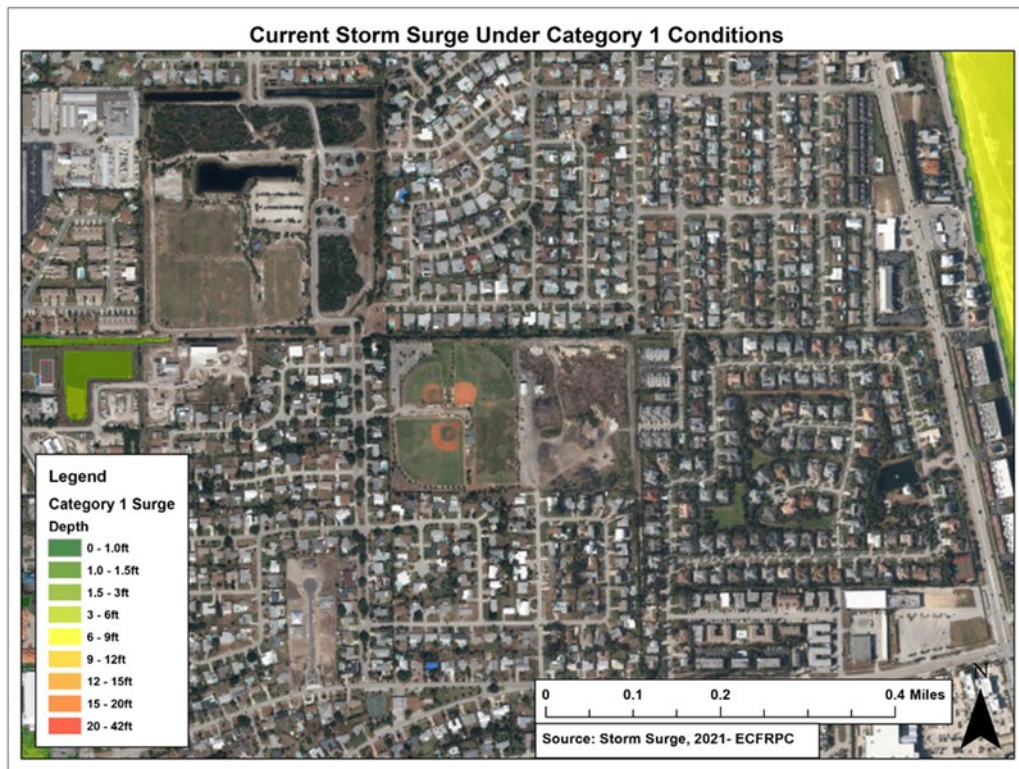 Current Storm Surge Under Category 1 Conditions
Legend
Category 1 Surge
Depth
0 - 1.0ft
1.0 - 1.5ft
1.5 - 3ft
3 - 6ft
6 - 9ft
9 - 12ft
12 - 15ft
15 - 20ft
20 - 42ft
0 0.1 0.2 0.4 Miles
Source: Storm Surge, 2021- ECFRPC
N